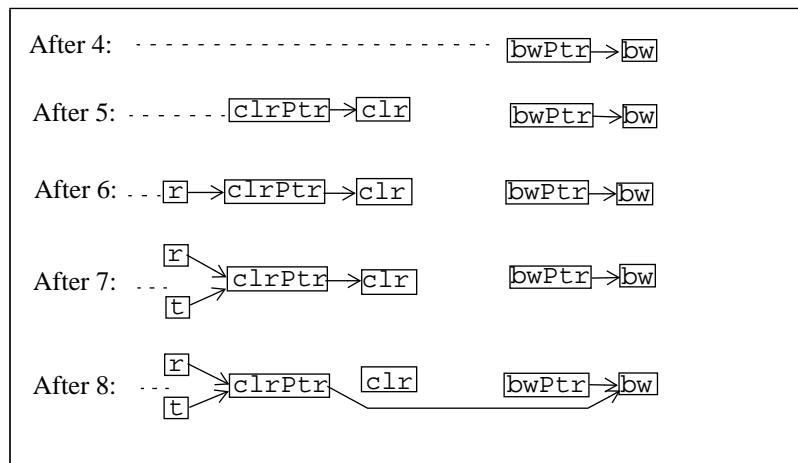 After 4: bwPtr bw
After 5: clrPtr clr bwPtr bw
After 6: r clrPtr clr bwPtr bw
r
After 7: clrPtr clr bwPtr bw
t
r
After 8: clrPtr clr bwPtr bw
t